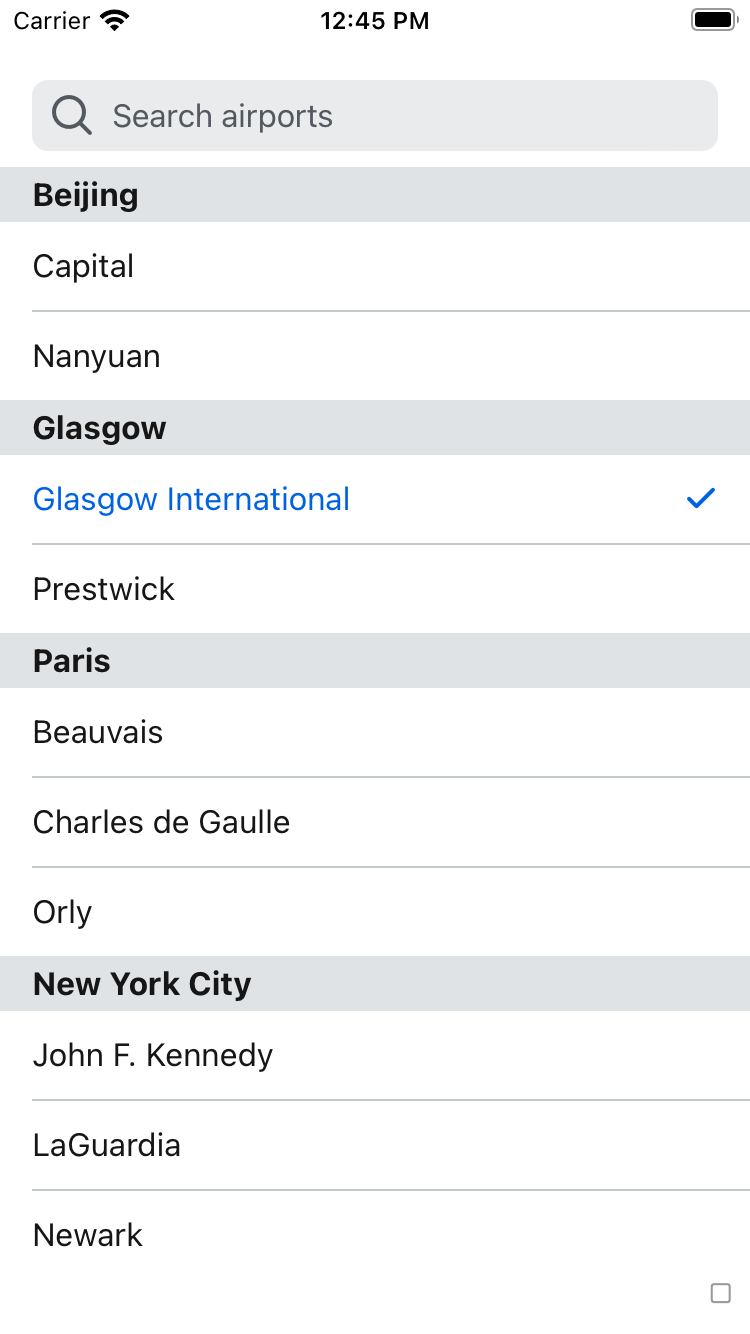 Carrier 12:45 PM
Search airports
Beijing
Capital
Nanyuan
Glasgow
Glasgow International
Prestwick
Paris
Beauvais
Charles de Gaulle
Orly
New York City
John F. Kennedy
LaGuardia
Newark